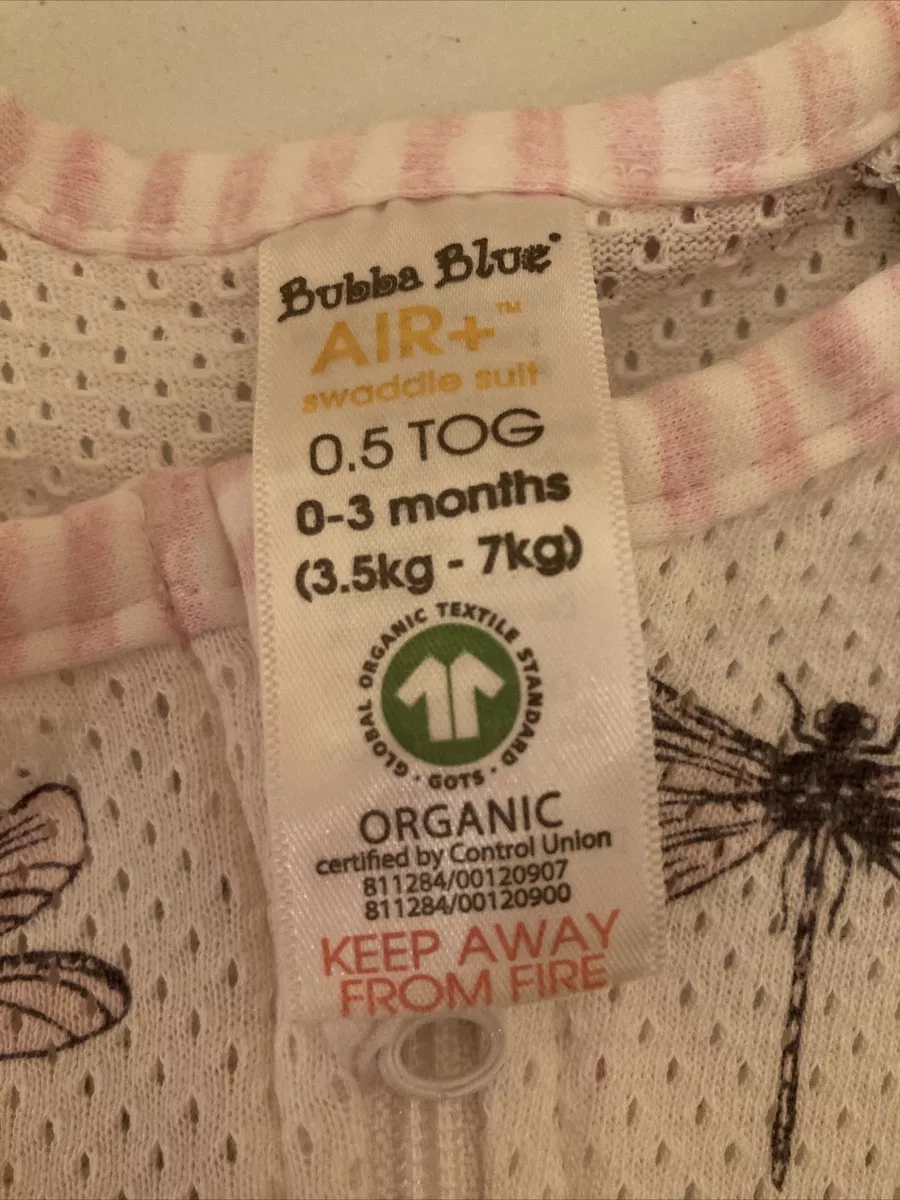 Bubba Blue
AIR+™
swaddle suit
0.5 TOG
0-3 months
(3.5kg - 7kg)
GLOBAL ORGANIC TEXTILE STANDARD · GOTS ·
ORGANIC
certified by Control Union
811284/00120907
811284/00120900
KEEP AWAY
FROM FIRE